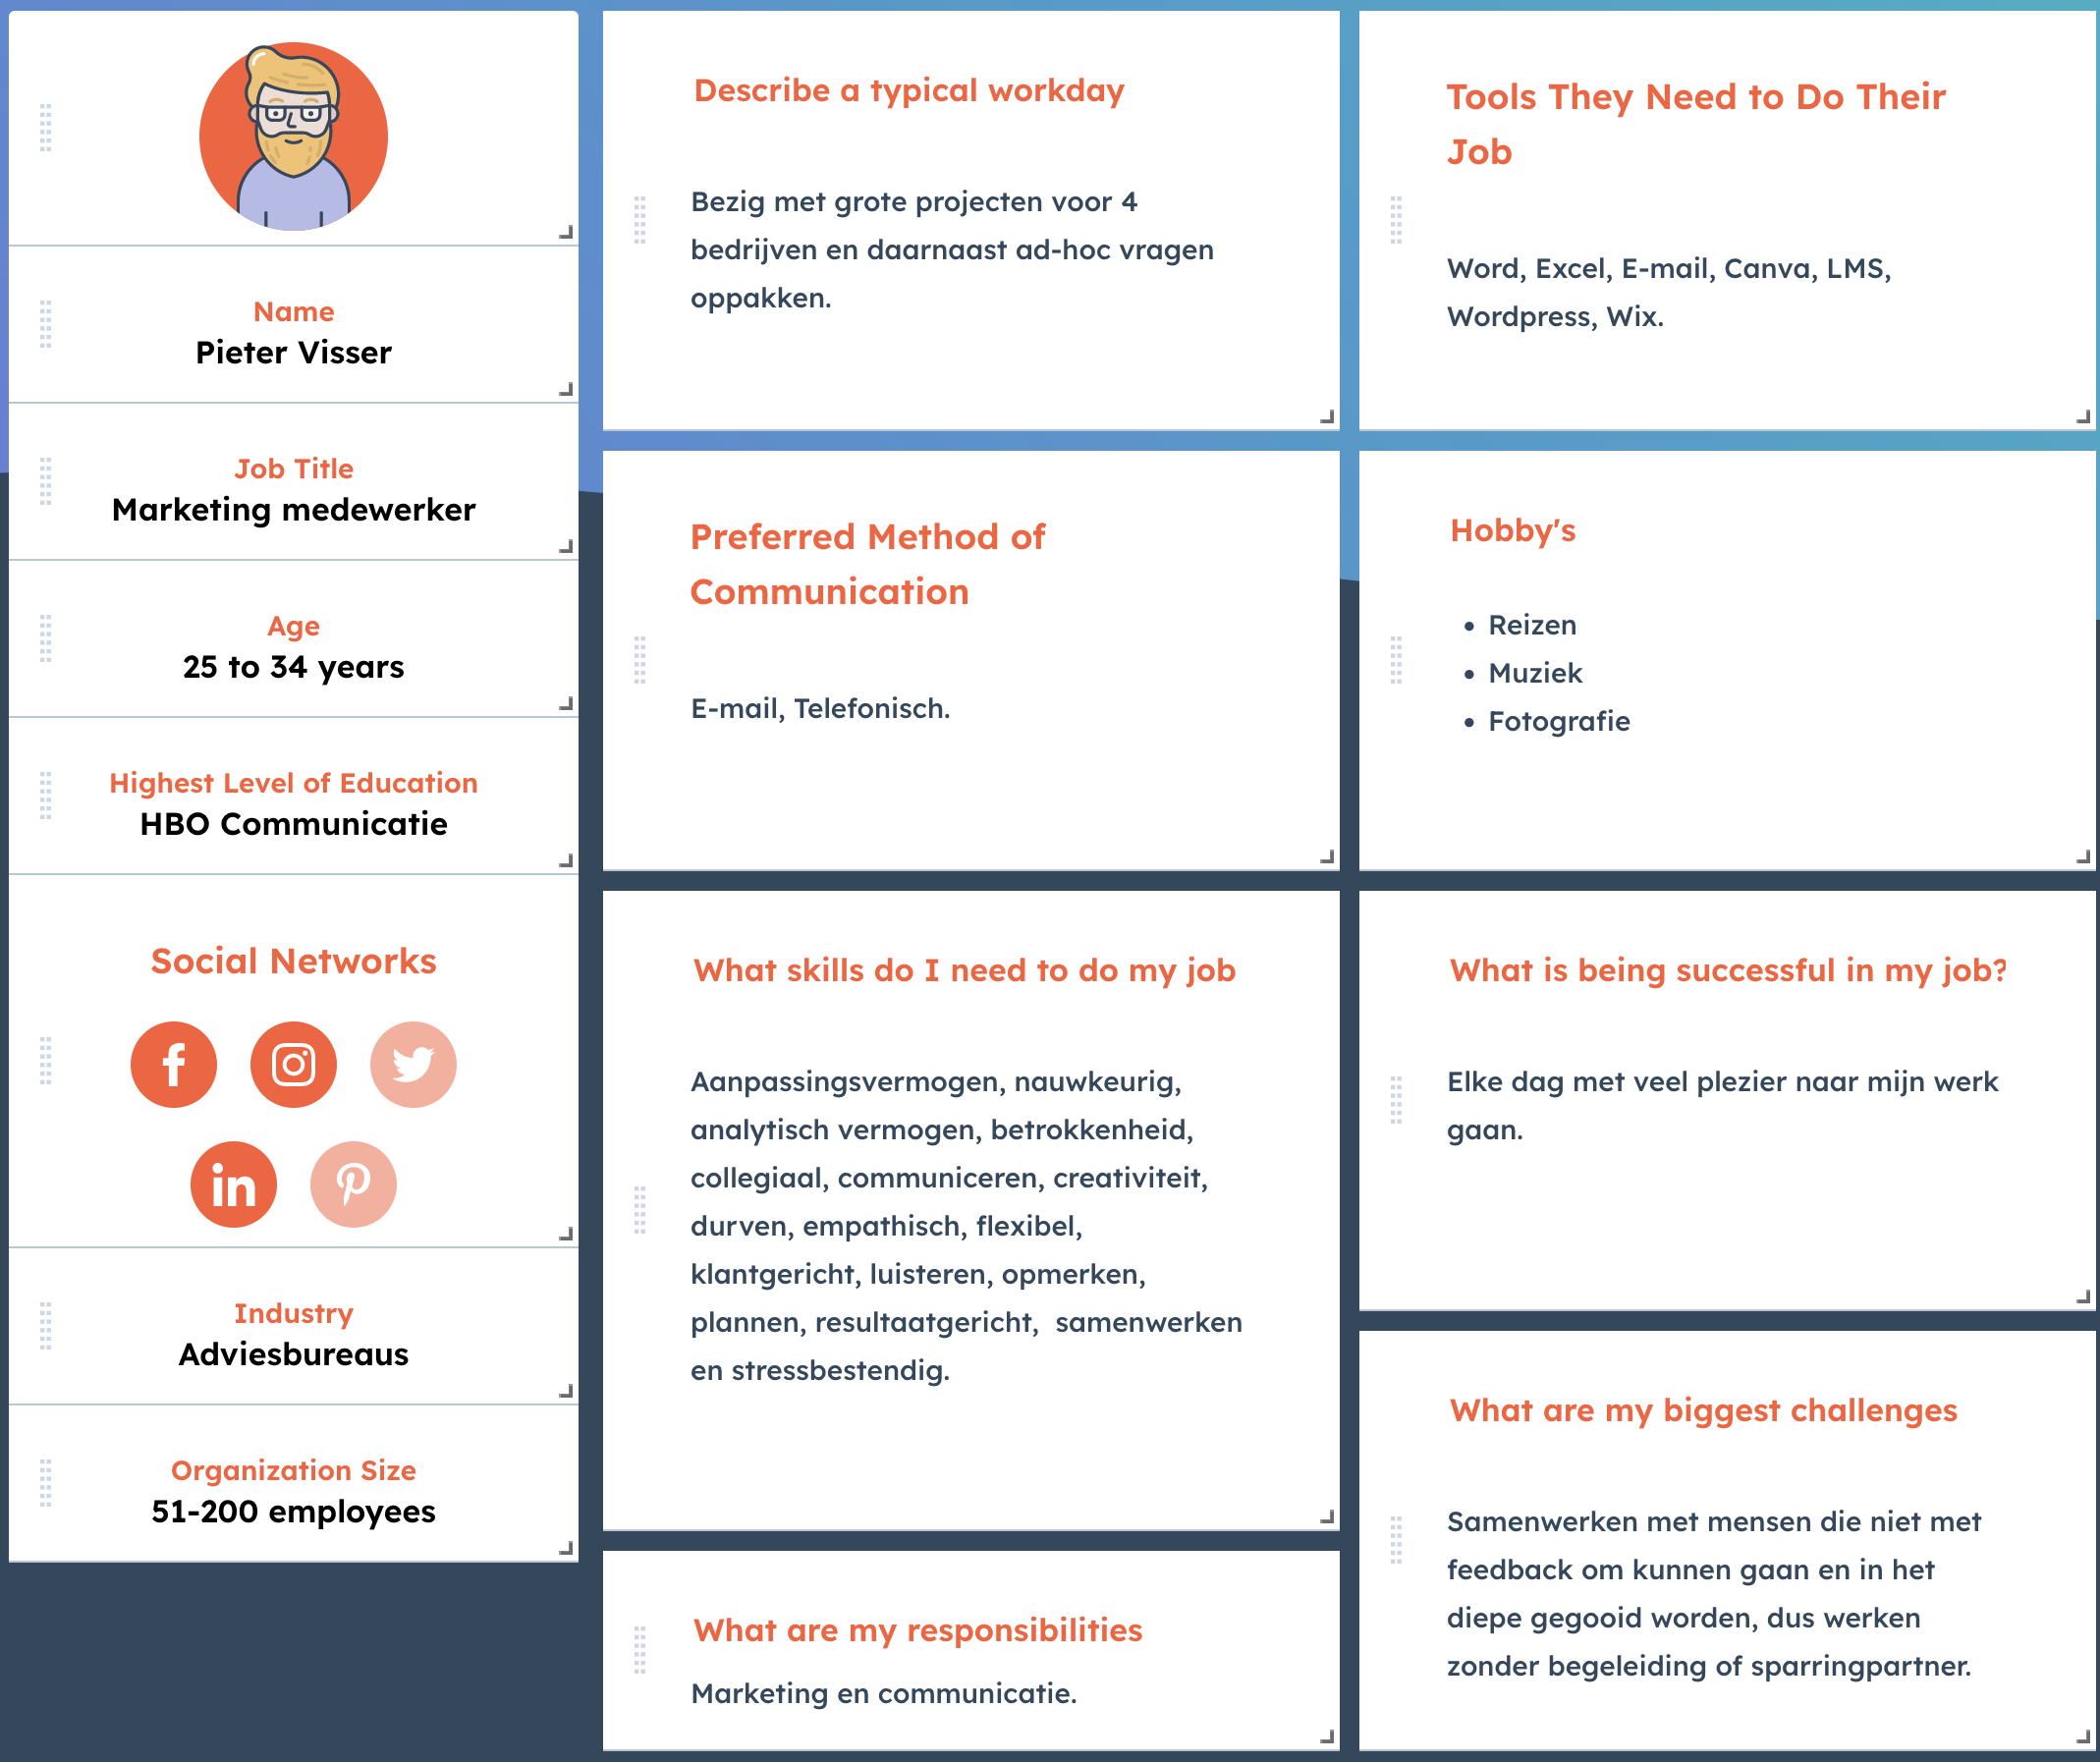 Name
Pieter Visser
Job Title
Marketing medewerker
Age
25 to 34 years
Highest Level of Education
HBO Communicatie
Social Networks
Industry
Adviesbureaus
Organization Size
51-200 employees
Describe a typical workday
Bezig met grote projecten voor 4
bedrijven en daarnaast ad-hoc vragen
oppakken.
Tools They Need to Do Their
Job
Word, Excel, E-mail, Canva, LMS,
Wordpress, Wix.
Preferred Method of
Communication
E-mail, Telefonisch.
Hobby's
• Reizen
• Muziek
• Fotografie
What skills do I need to do my job
Aanpassingsvermogen, nauwkeurig,
analytisch vermogen, betrokkenheid,
collegiaal, communiceren, creativiteit,
durven, empathisch, flexibel,
klantgericht, luisteren, opmerken,
plannen, resultaatgericht,  samenwerken
en stressbestendig.
What is being successful in my job?
Elke dag met veel plezier naar mijn werk
gaan.
What are my responsibilities
Marketing en communicatie.
What are my biggest challenges
Samenwerken met mensen die niet met
feedback om kunnen gaan en in het
diepe gegooid worden, dus werken
zonder begeleiding of sparringpartner.